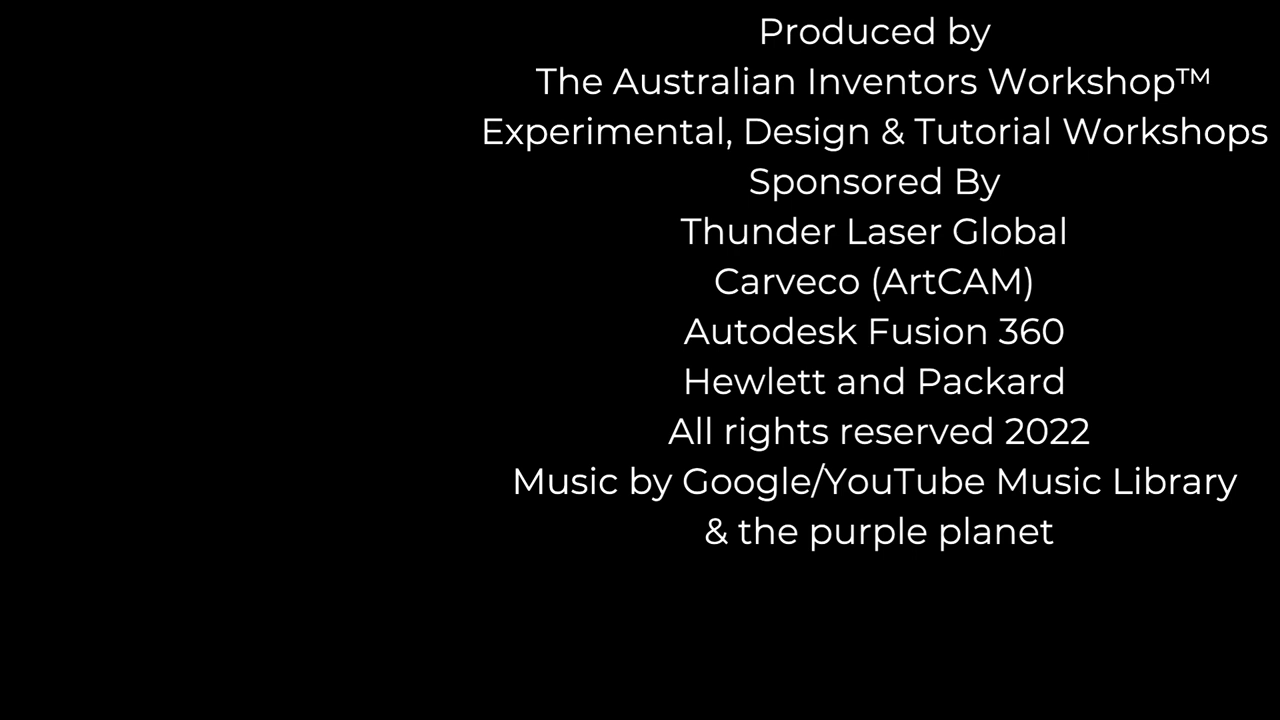 Produced by
The Australian Inventors Workshop™
Experimental, Design & Tutorial Workshops
Sponsored By
Thunder Laser Global
Carveco (ArtCAM)
Autodesk Fusion 360
Hewlett and Packard
All rights reserved 2022
Music by Google/YouTube Music Library
& the purple planet